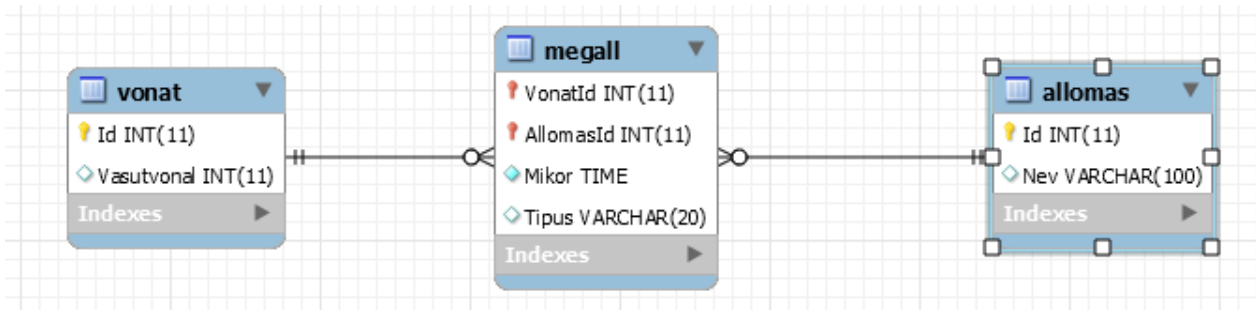 vonat
Id INT(11)
Vasutvonal INT(11)
Indexes
megall
VonatId INT(11)
AllomasId INT(11)
Mikor TIME
Tipus VARCHAR(20)
Indexes
allomas
Id INT(11)
Nev VARCHAR(100)
Indexes